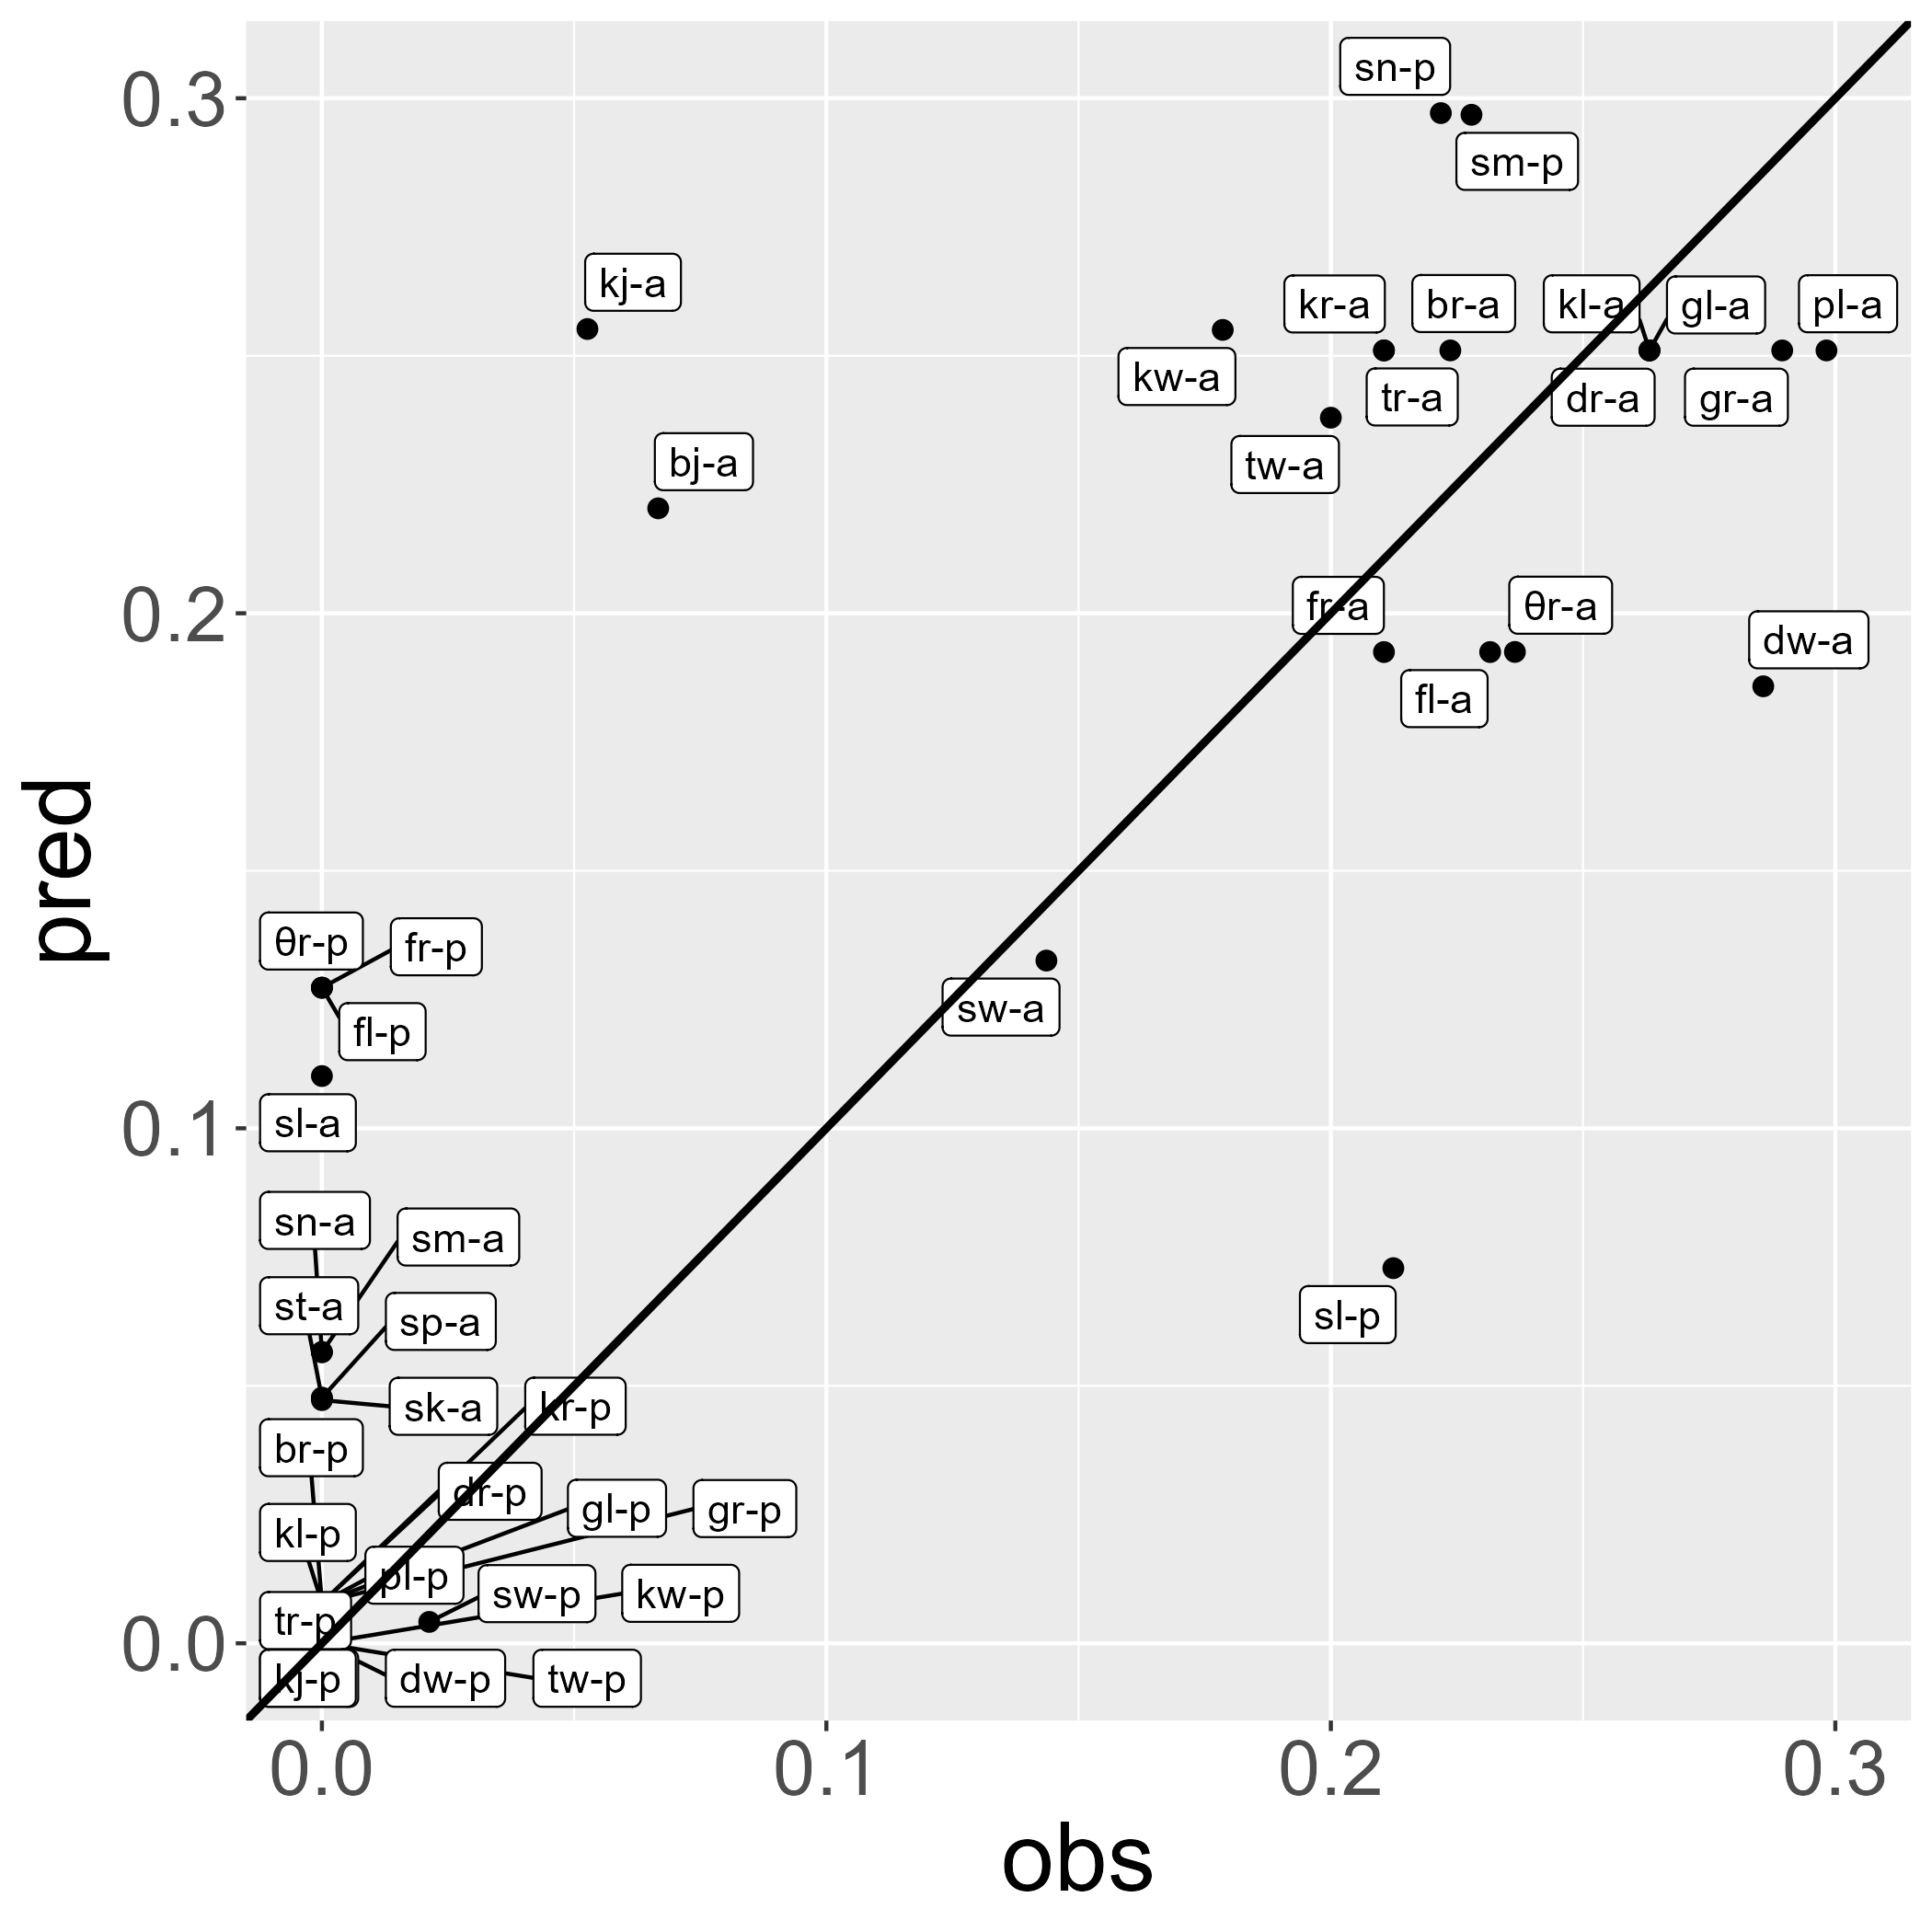 sn-p
0.3
sm-p
kj-a
kr-a br-a kl-a gl-a pl-a
kw-a tr-a dr-a gr-a
bj-a tw-a
0.2
fr-a θr-a
dw-a
fl-a
pred
θr-p fr-p
fl-p
sw-a
sl-a
0.1
sn-a sm-a
st-a sp-a
sl-p
sk-a kr-p
br-p
dr-p gl-p gr-p
kl-p
pl-p sw-p kw-p
tr-p
0.0
kj-p dw-p tw-p
0.0 0.1 0.2 0.3
obs